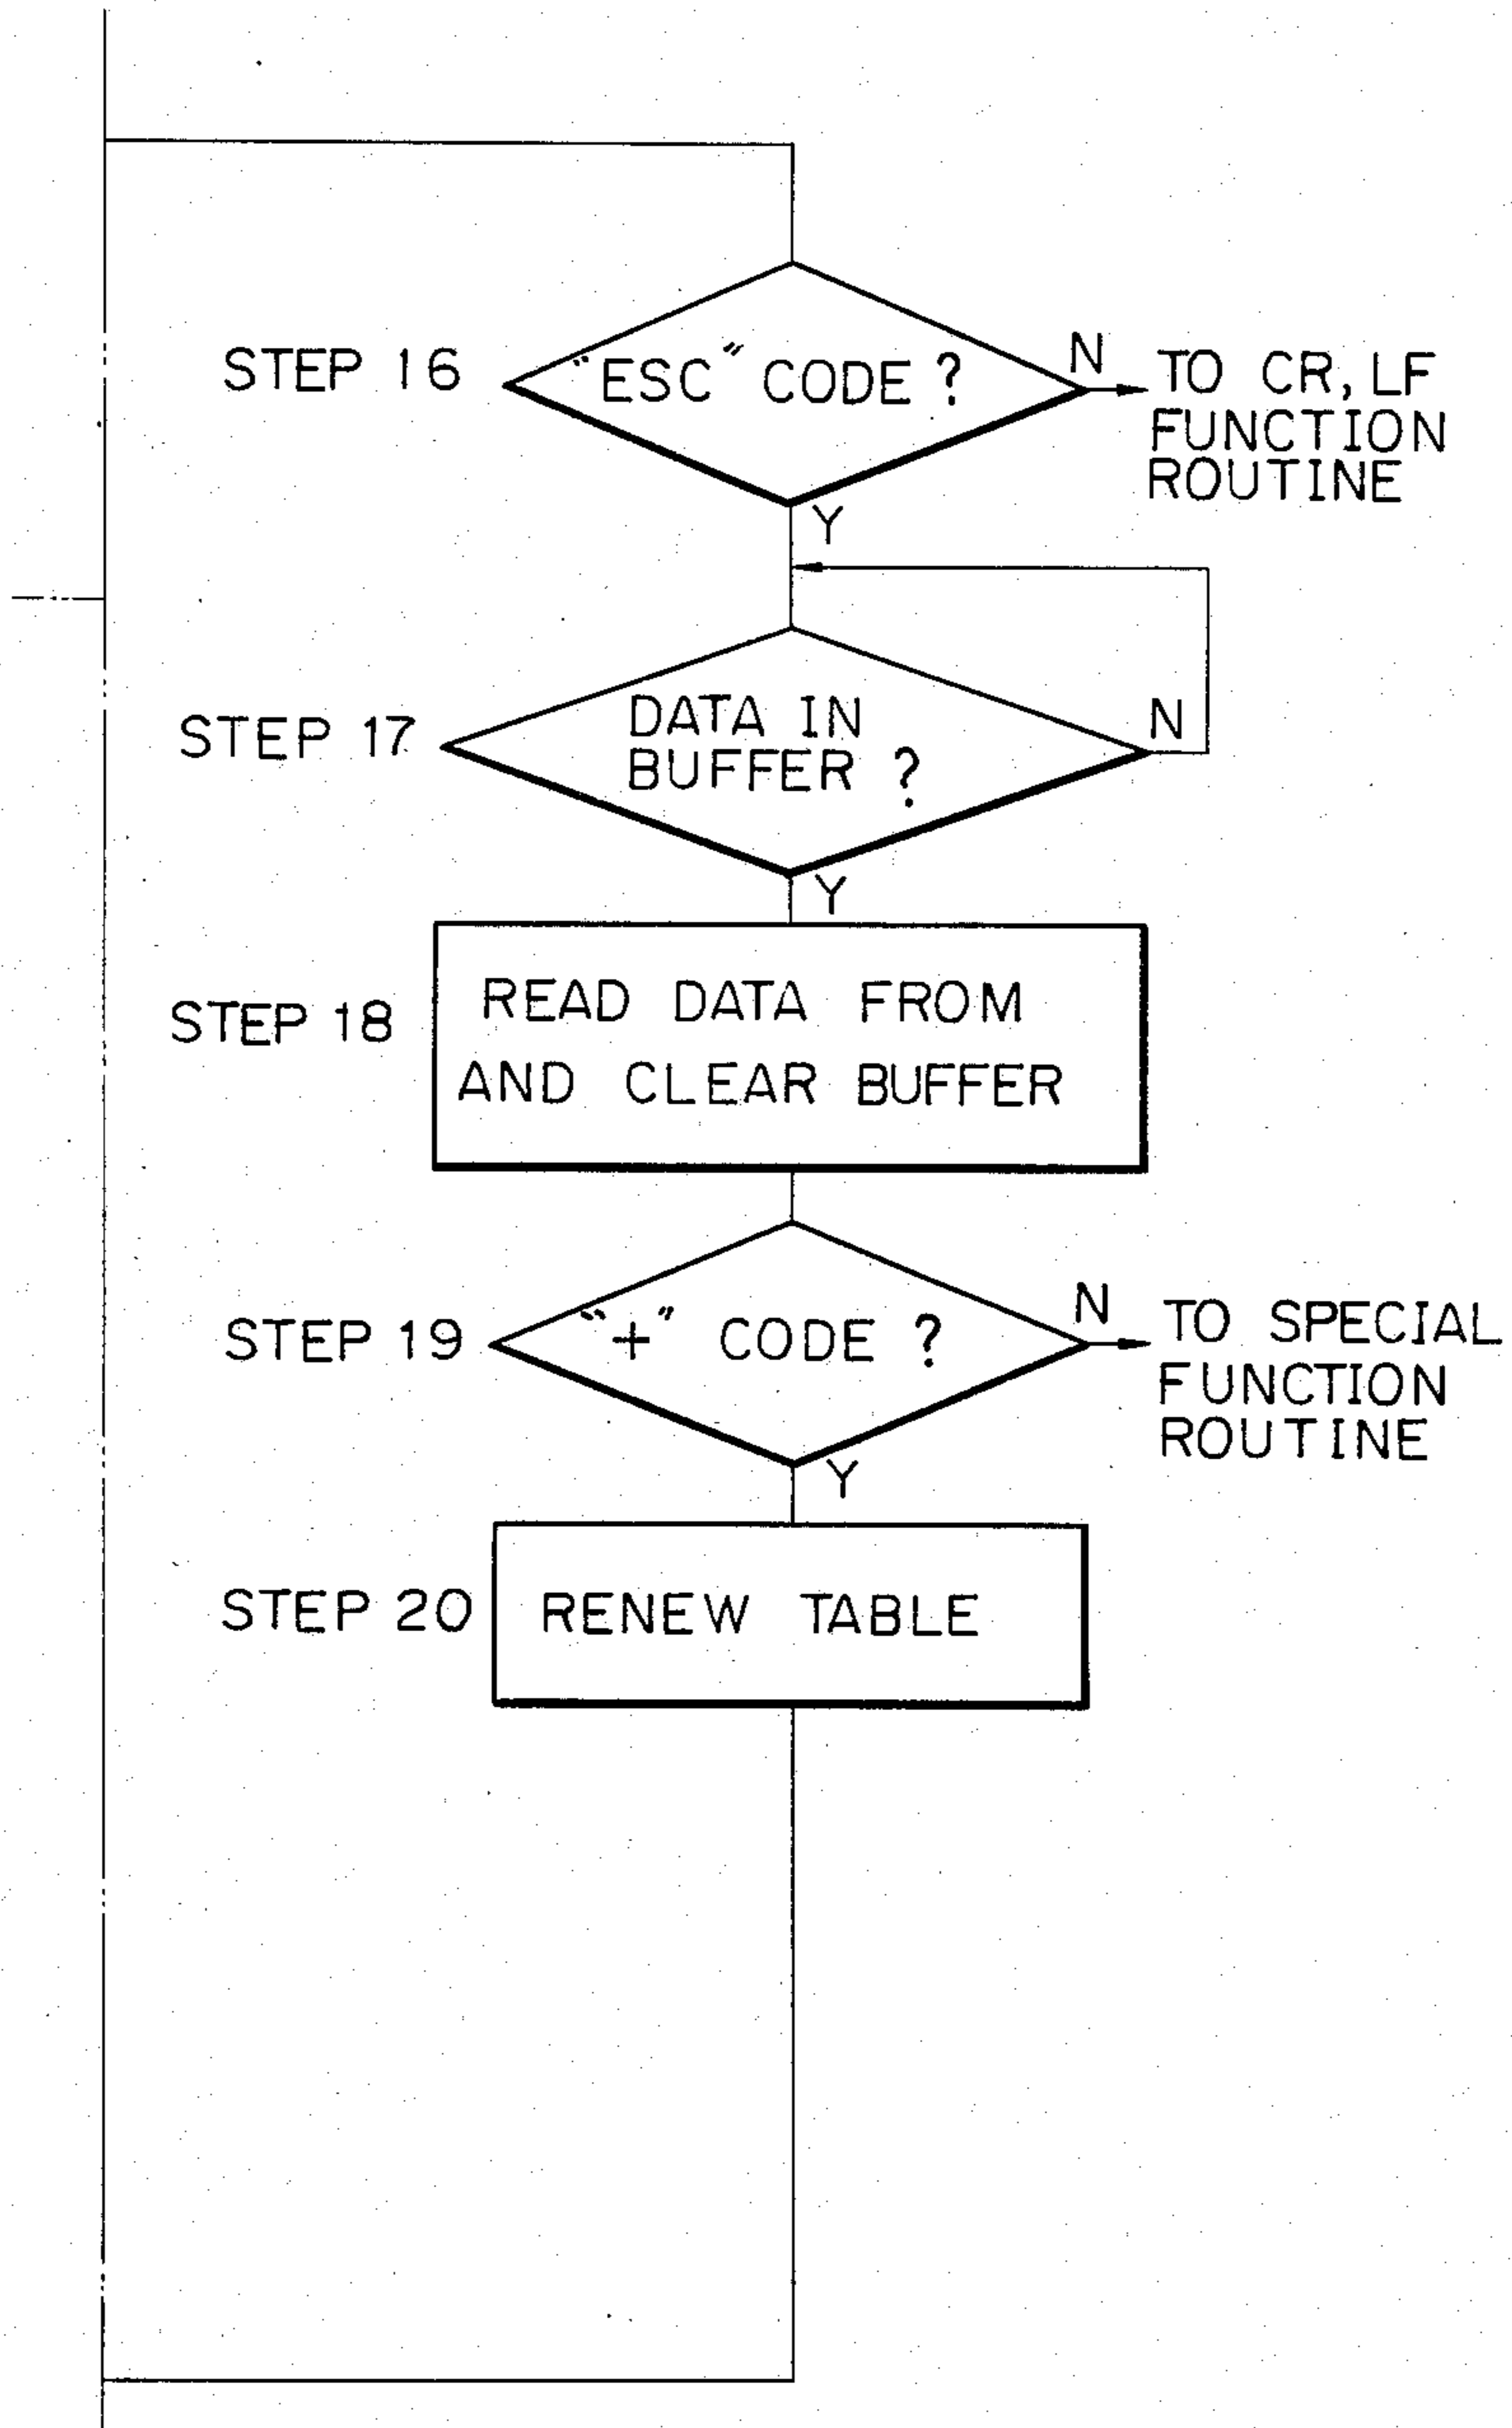 STEP 16
"ESC" CODE ?
N
TO CR, LF
FUNCTION
ROUTINE
Y
STEP 17
DATA IN
BUFFER ?
N
Y
STEP 18
READ DATA FROM
AND CLEAR BUFFER
STEP 19
"+" CODE ?
N
TO SPECIAL
FUNCTION
ROUTINE
Y
STEP 20
RENEW TABLE